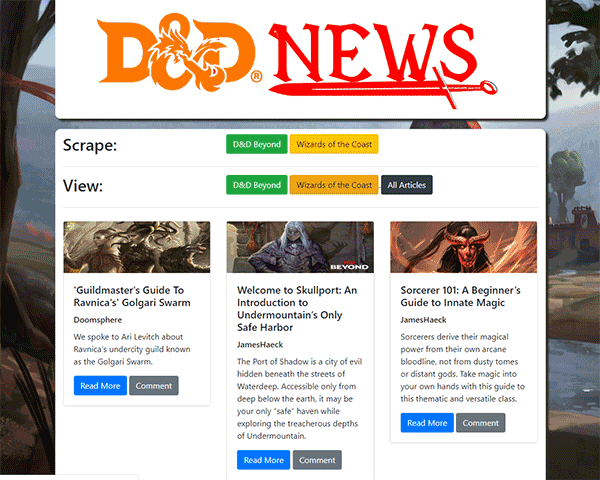 D&D® NEWS
Scrape:
D&D Beyond
Wizards of the Coast
View:
D&D Beyond
Wizards of the Coast
All Articles
'Guildmaster's Guide To
Ravnica's' Golgari Swarm
Doomsphere
We spoke to Ari Levitch about
Ravnica's undercity guild known
as the Golgari Swarm.
Read More
Comment
BEYOND
Welcome to Skullport: An
Introduction to
Undermountain's Only
Safe Harbor
JamesHaeck
The Port of Shadow is a city of evil
hidden beneath the streets of
Waterdeep. Accessible only from
deep below the earth, it may be
your only "safe" haven while
exploring the treacherous depths
of Undermountain.
Read More
Comment
Sorcerer 101: A Beginner's
Guide to Innate Magic
JamesHaeck
Sorcerers derive their magical
power from their own arcane
bloodline, not from dusty tomes
or distant gods. Take magic into
your own hands with this guide to
this thematic and versatile class.
Read More
Comment